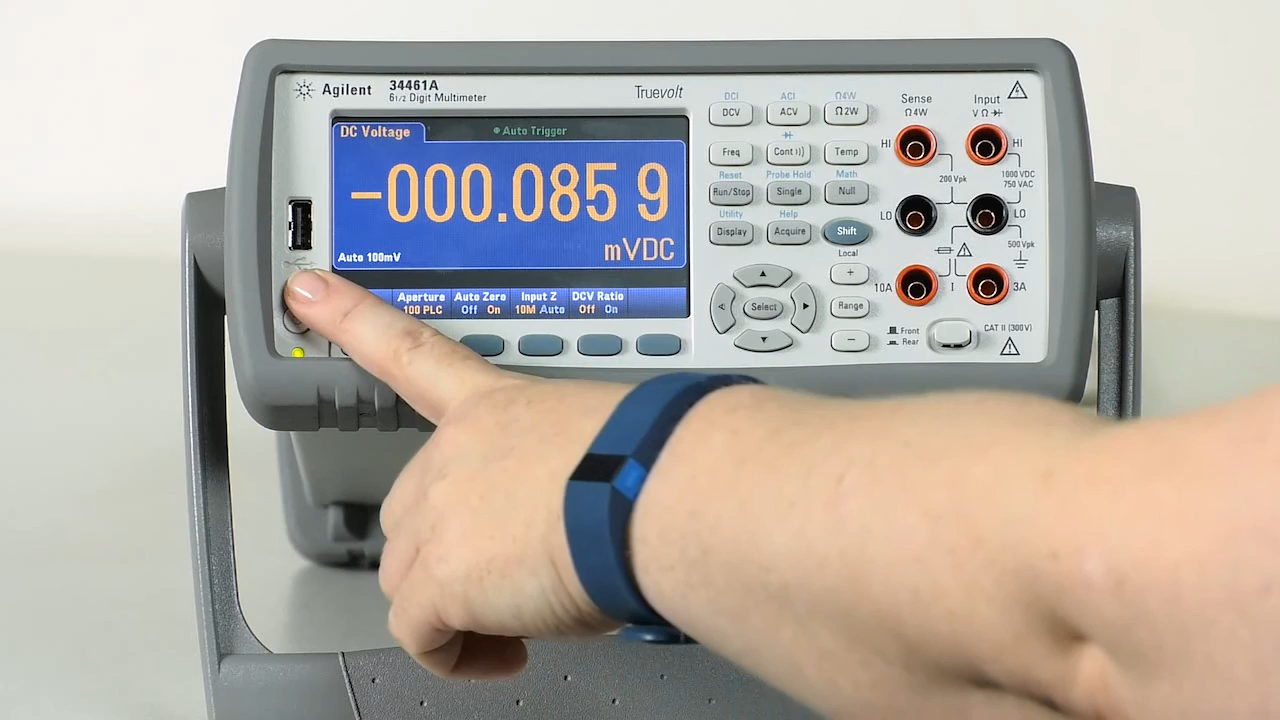 Agilent 34461A
6 1/2 Digit Multimeter
Truevolt
DC Voltage
Auto Trigger
-000.085 9
mVDC
Auto 100mV
Aperture
100 PLC
Auto Zero
Off On
Input Z
10M Auto
DCV Ratio
Off On
DCI ACI Ω4W
DCV ACV Ω2W
Freq Cont Temp
Reset Probe Hold Math
Run/Stop Single Null
Utility Help
Display Acquire Shift
Local
+
Select
Range
−
Front
Rear
Sense
Ω4W
Input
V Ω
HI HI
200 Vpk
1000 VDC
750 VAC
LO LO
500 Vpk
10A I 3A
CAT II (300V)